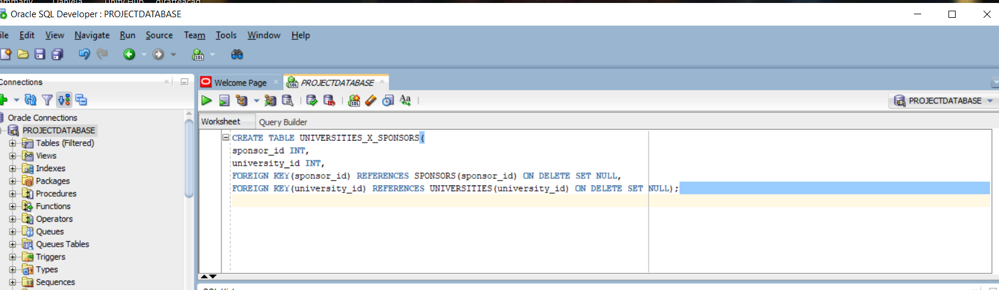 Daniela
Unity Hub
Oracle SQL Developer : PROJECTDATABASE
ile Edit View Navigate Run Source Team Tools Window Help
Connections
Welcome Page
PROJECTDATABASE
PROJECTDATABASE
Oracle Connections
PROJECTDATABASE
Tables (Filtered)
Views
Indexes
Packages
Procedures
Functions
Operators
Queues
Queues Tables
Triggers
Types
Sequences
Worksheet Query Builder
CREATE TABLE UNIVERSITIES_X_SPONSORS(
sponsor_id INT,
university_id INT,
FOREIGN KEY(sponsor_id) REFERENCES SPONSORS(sponsor_id) ON DELETE SET NULL,
FOREIGN KEY(university_id) REFERENCES UNIVERSITIES(university_id) ON DELETE SET NULL);